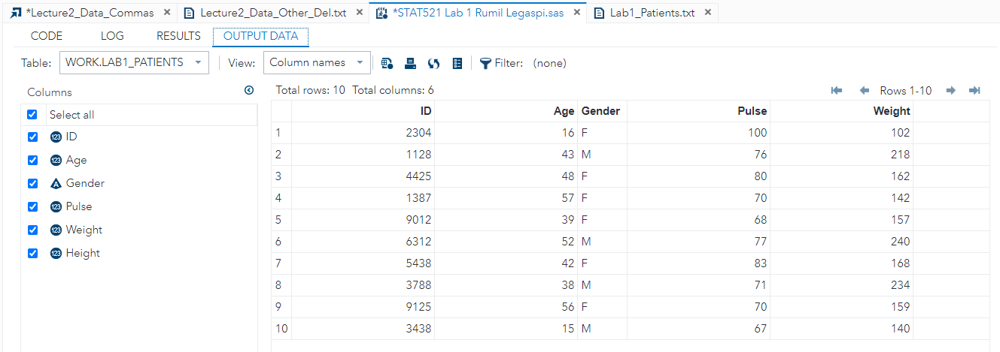 *Lecture2_Data_Commas × Lecture2_Data_Other_Del.txt × *STAT521 Lab 1 Rumil Legaspi.sas × Lab1_Patients.txt ×
CODE LOG RESULTS OUTPUT DATA
Table: WORK.LAB1_PATIENTS View: Column names Filter: (none)
Columns Total rows: 10 Total columns: 6 Rows 1-10
Select all
ID
Age
Gender
Pulse
Weight
Height
ID Age Gender Pulse Weight
1 2304 16 F 100 102
2 1128 43 M 76 218
3 4425 48 F 80 162
4 1387 57 F 70 142
5 9012 39 F 68 157
6 6312 52 M 77 240
7 5438 42 F 83 168
8 3788 38 M 71 234
9 9125 56 F 70 159
10 3438 15 M 67 140